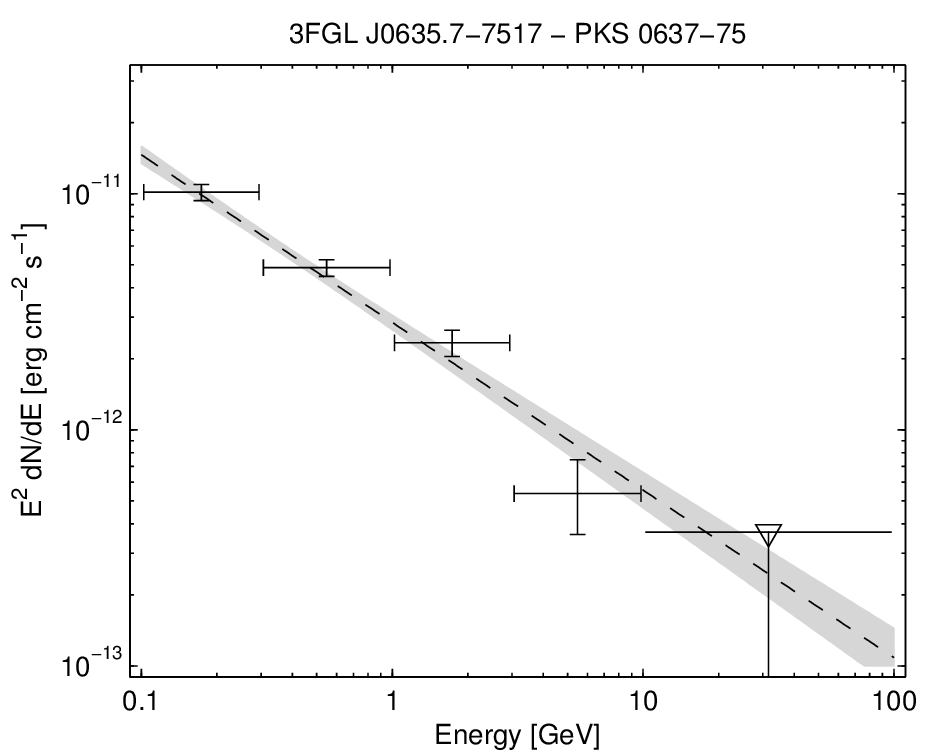 3FGL J0635.7−7517 − PKS 0637−75
E² dN/dE [erg cm⁻² s⁻¹]
10⁻¹¹
10⁻¹²
10⁻¹³
0.1 1 10 100
Energy [GeV]